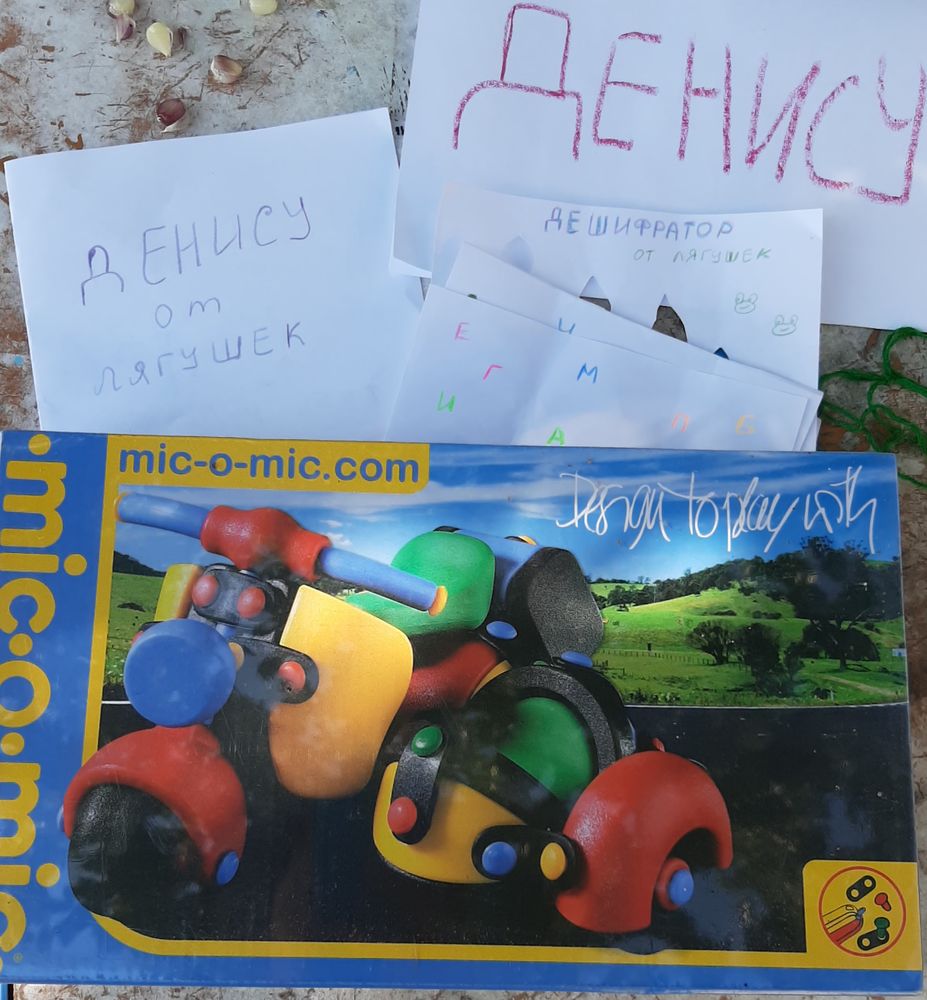 ДЕНИСУ
ДЕНИСУ
от
ЛЯГУШЕК
ДЕШИФРАТОР
ОТ ЛЯГУШЕК
Е И
Г М
И П Б
А
mic-o-mic.com
Design to play with
mic-o-mic